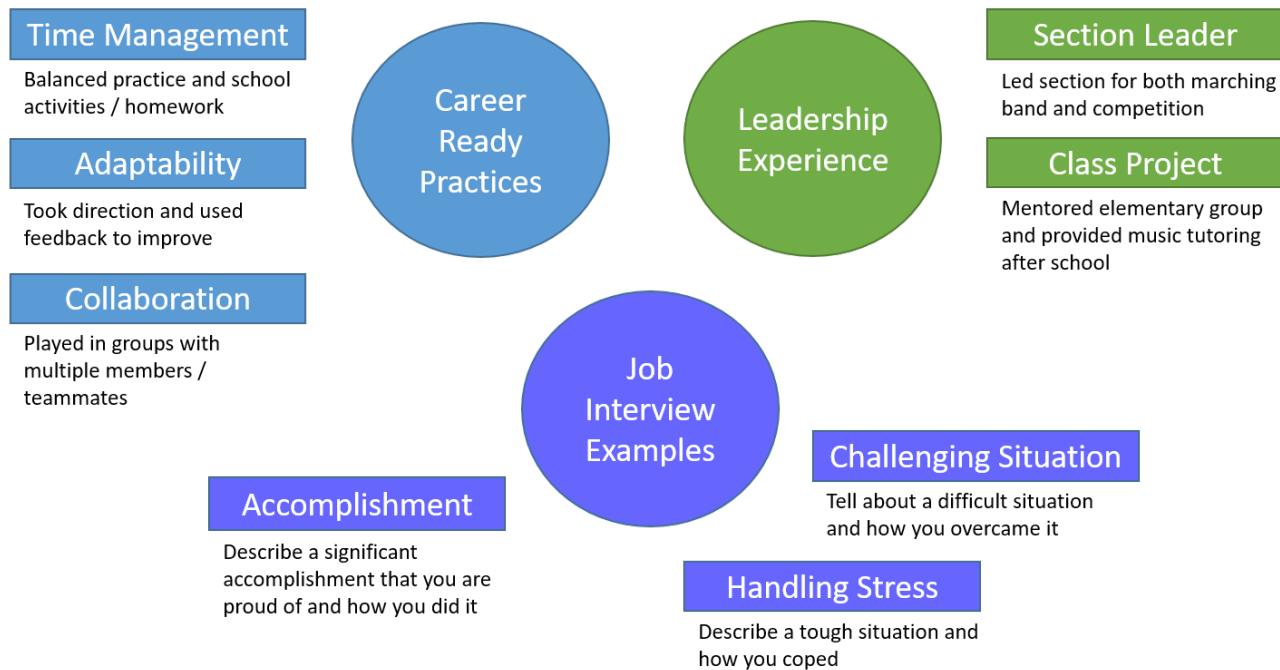 Time Management
Balanced practice and school
activities / homework
Adaptability
Took direction and used
feedback to improve
Collaboration
Played in groups with
multiple members /
teammates
Career
Ready
Practices
Leadership
Experience
Section Leader
Led section for both marching
band and competition
Class Project
Mentored elementary group
and provided music tutoring
after school
Job
Interview
Examples
Accomplishment
Describe a significant
accomplishment that you are
proud of and how you did it
Challenging Situation
Tell about a difficult situation
and how you overcame it
Handling Stress
Describe a tough situation and
how you coped